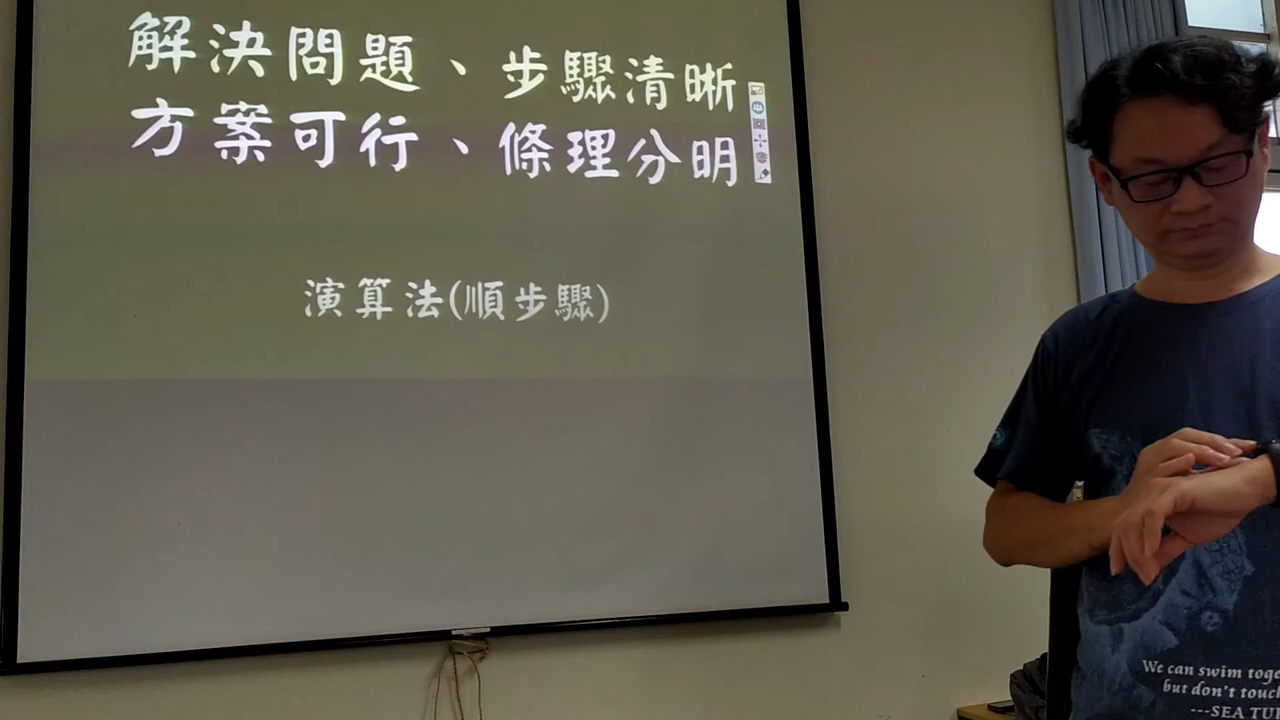 解決問題、步驟清晰
方案可行、條理分明
演算法(順步驟)
We can swim toge
but don't touc
---SEA TU